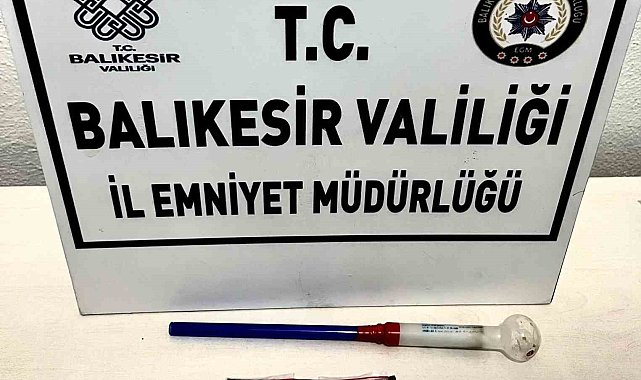 T.C.
BALIKESİR
VALİLİĞİ
T.C.
EGM
BALIKESİR VALİLİĞİ
İL EMNİYET MÜDÜRLÜĞÜ